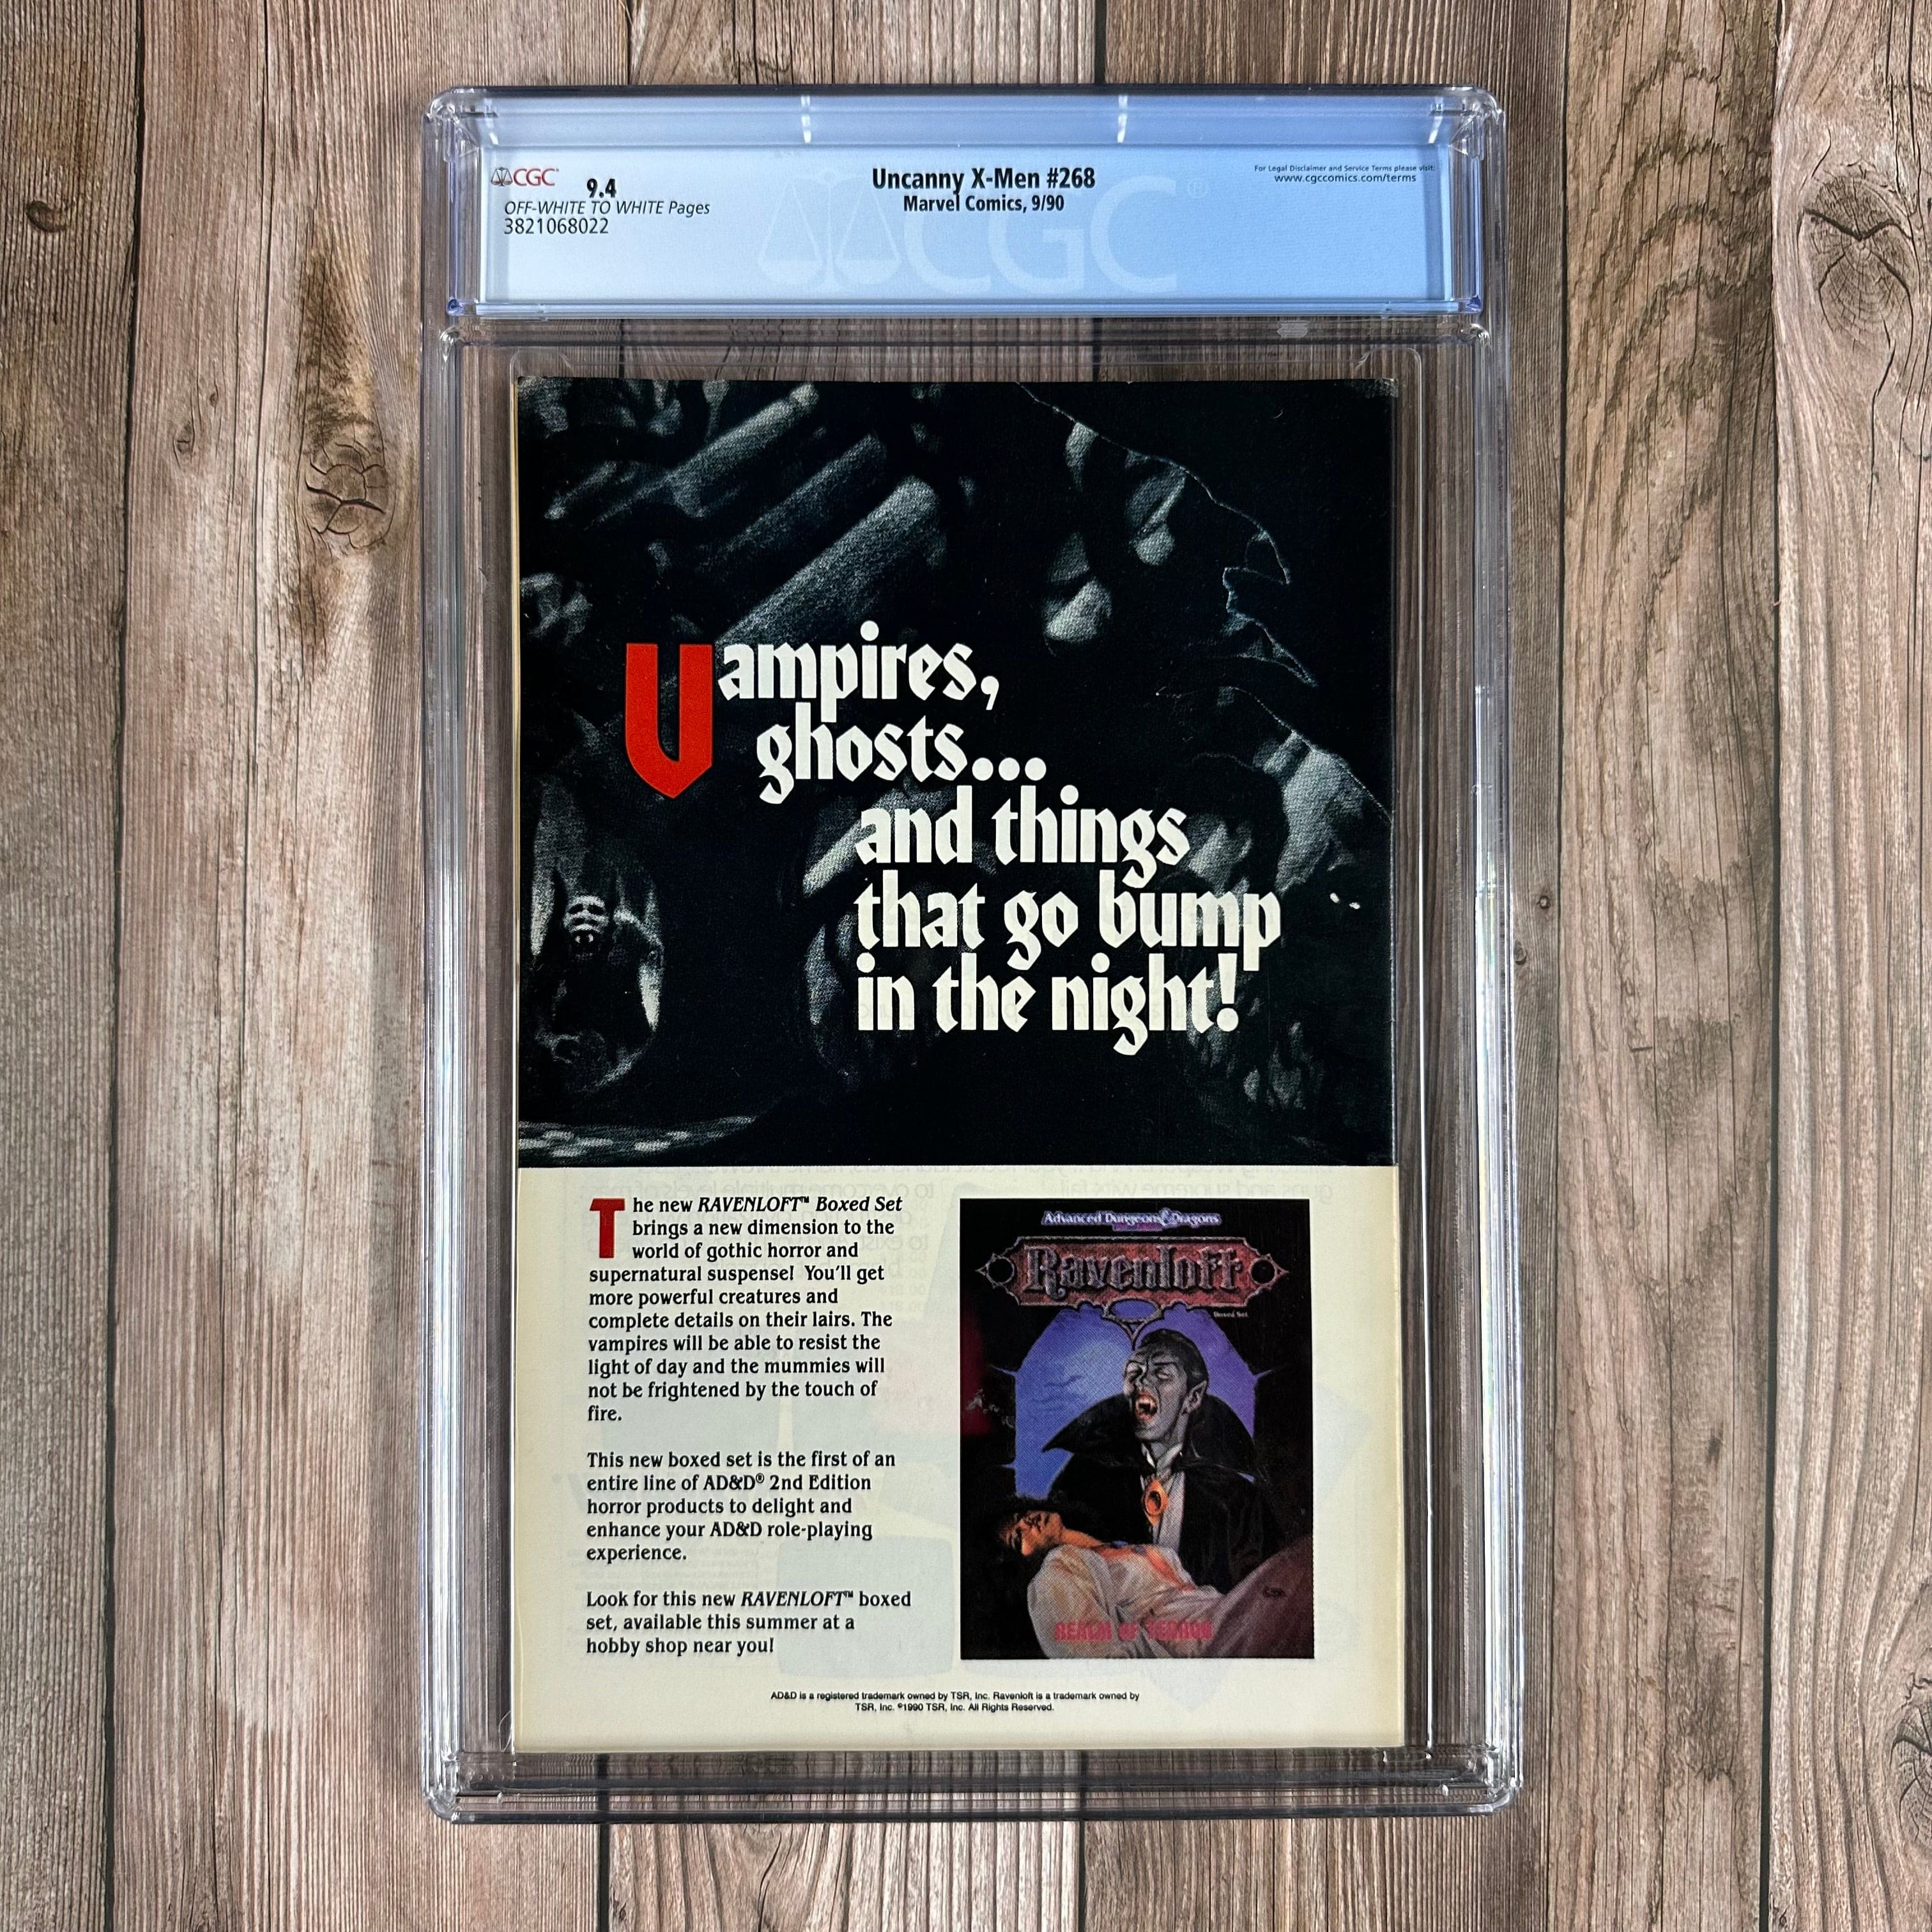 CGC
9.4
OFF-WHITE TO WHITE Pages
3821068022
Uncanny X-Men #268
Marvel Comics, 9/90
For Legal Disclaimer and Service Terms please visit:
www.cgccomics.com/terms
CGC
Vampires,
ghosts...
and things
that go bump
in the night!
The new RAVENLOFT™ Boxed Set
brings a new dimension to the
world of gothic horror and
supernatural suspense! You'll get
more powerful creatures and
complete details on their lairs. The
vampires will be able to resist the
light of day and the mummies will
not be frightened by the touch of
fire.
This new boxed set is the first of an
entire line of AD&D® 2nd Edition
horror products to delight and
enhance your AD&D role-playing
experience.
Look for this new RAVENLOFT™ boxed
set, available this summer at a
hobby shop near you!
Advanced Dungeons & Dragons
Ravenloft
Boxed Set
REALM OF TERROR
AD&D is a registered trademark owned by TSR, Inc. Ravenloft is a trademark owned by
TSR, Inc. ©1990 TSR, Inc. All Rights Reserved.